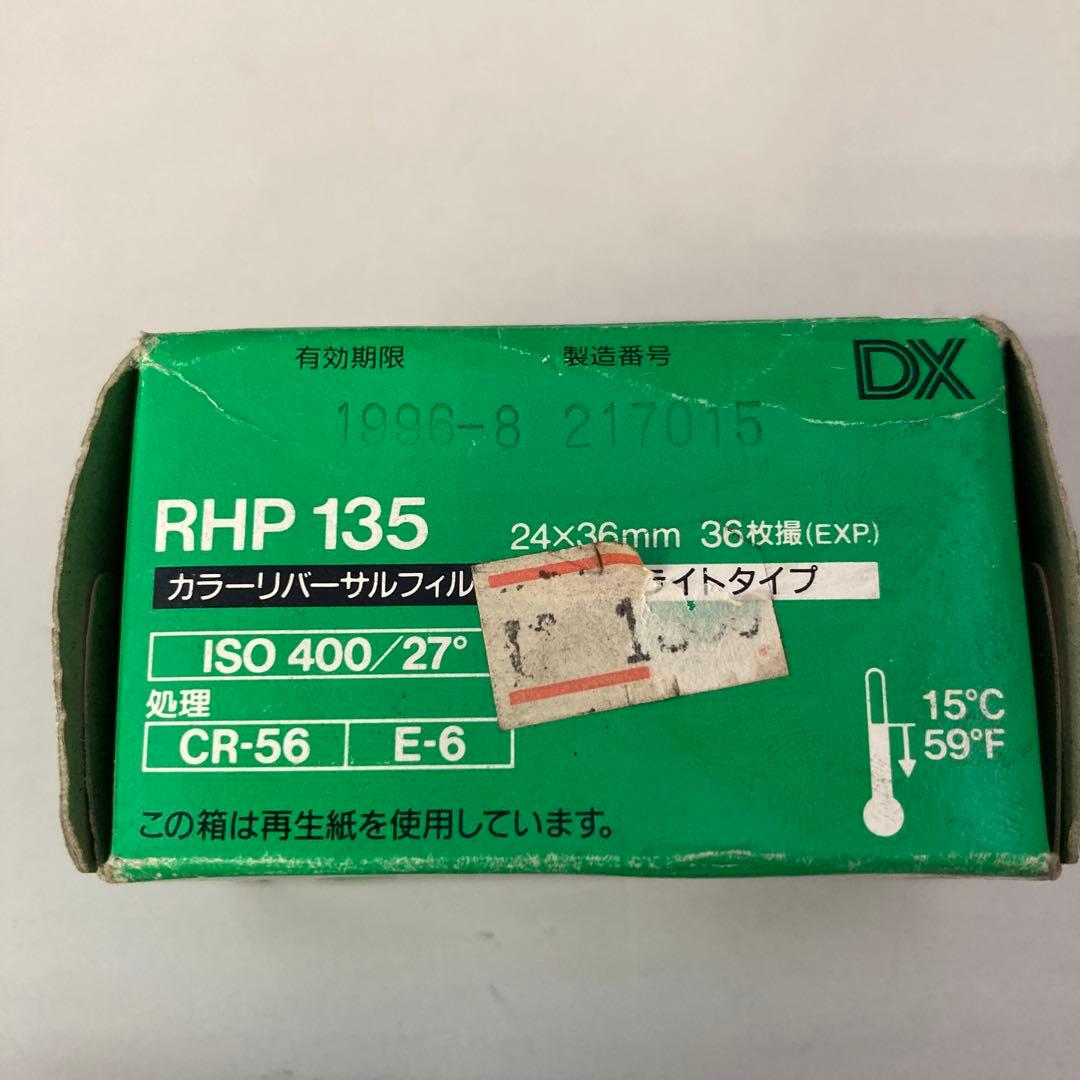 有効期限 製造番号 DX
1996-8 217015
RHP 135 24×36mm 36枚撮(EXP.)
カラーリバーサルフィル イトタイプ
ISO 400/27°
処理
CR-56 E-6
15°C
59°F
この箱は再生紙を使用しています。